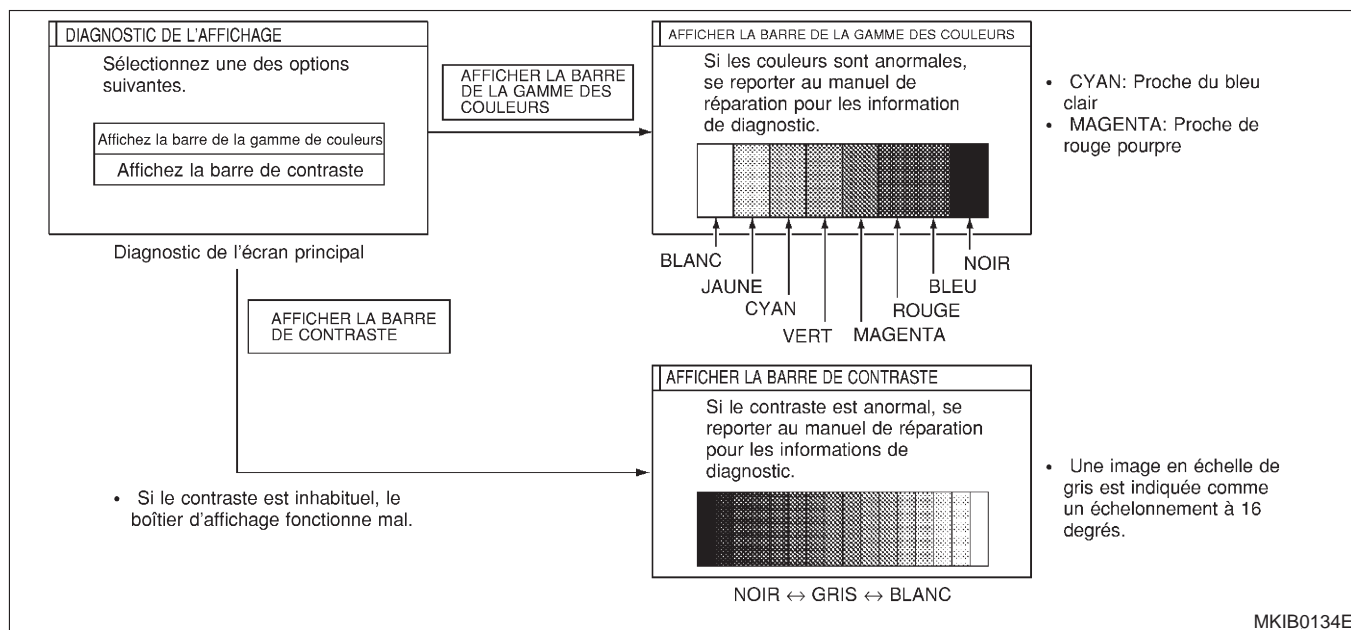 DIAGNOSTIC DE L'AFFICHAGE
Sélectionnez une des options
suivantes.
Affichez la barre de la gamme de couleurs
Affichez la barre de contraste
Diagnostic de l'écran principal
AFFICHER LA BARRE
DE LA GAMME DES
COULEURS
AFFICHER LA BARRE DE LA GAMME DES COULEURS
Si les couleurs sont anormales,
se reporter au manuel de
réparation pour les information
de diagnostic.
BLANC
JAUNE
CYAN
VERT
MAGENTA
ROUGE
BLEU
NOIR
• CYAN: Proche du bleu
clair
• MAGENTA: Proche de
rouge pourpre
AFFICHER LA BARRE
DE CONTRASTE
• Si le contraste est inhabituel, le
boîtier d'affichage fonctionne mal.
AFFICHER LA BARRE DE CONTRASTE
Si le contraste est anormal, se
reporter au manuel de réparation
pour les informations de
diagnostic.
NOIR ↔ GRIS ↔ BLANC
• Une image en échelle de
gris est indiquée comme
un échelonnement à 16
degrés.
MKIB0134E